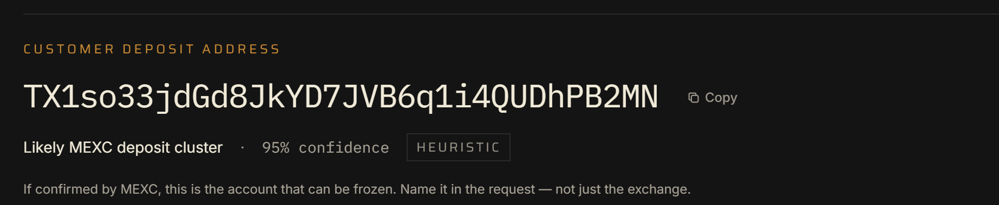 CUSTOMER DEPOSIT ADDRESS
TX1so33jdGd8JkYD7JVB6q1i4QUDhPB2MN Copy
Likely MEXC deposit cluster · 95% confidence HEURISTIC
If confirmed by MEXC, this is the account that can be frozen. Name it in the request — not just the exchange.